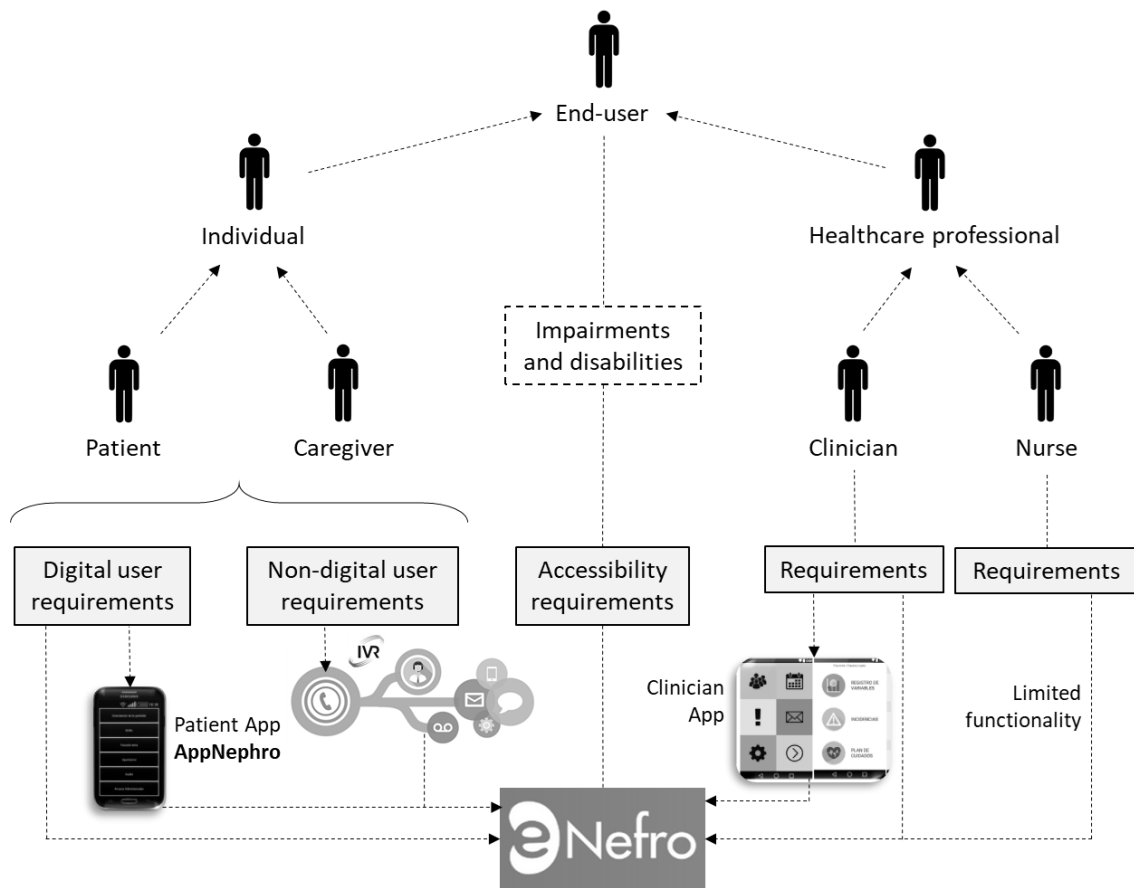 End-user
Individual
Healthcare professional
Impairments
and disabilities
Patient
Caregiver
Clinician
Nurse
Digital user
requirements
Non-digital user
requirements
Accessibility
requirements
Requirements
Requirements
IVR
Patient App
AppNephro
Clinician
App
REGISTRO DE
VARIABLES
INCIDENCIAS
PLAN DE
CUIDADOS
Limited
functionality
eNefro